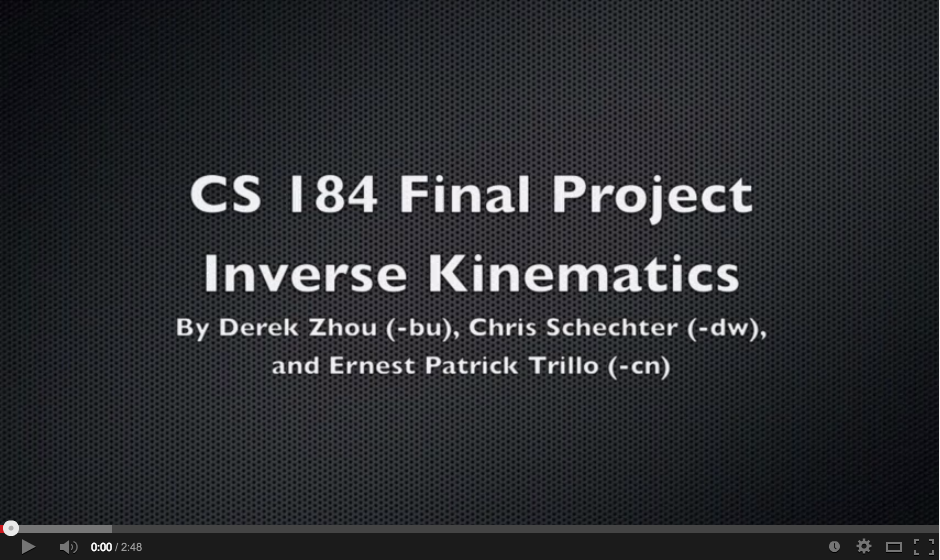 CS 184 Final Project
Inverse Kinematics
By Derek Zhou (-bu), Chris Schechter (-dw),
and Ernest Patrick Trillo (-cn)
0:00 / 2:48